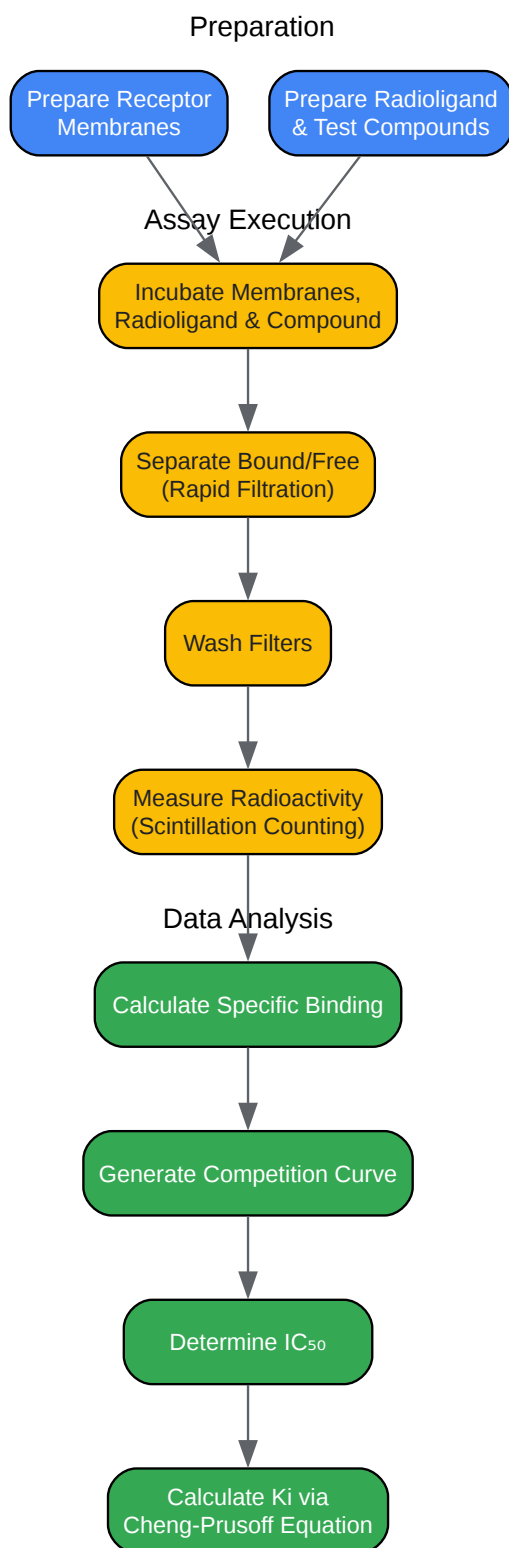 Preparation
Prepare Receptor
Membranes
Prepare Radioligand
& Test Compounds
Assay Execution
Incubate Membranes,
Radioligand & Compound
Separate Bound/Free
(Rapid Filtration)
Wash Filters
Measure Radioactivity
(Scintillation Counting)
Data Analysis
Calculate Specific Binding
Generate Competition Curve
Determine IC₅₀
Calculate Ki via
Cheng-Prusoff Equation